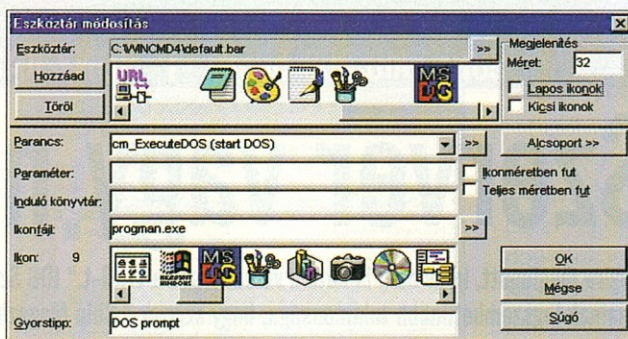 Eszköztár módosítás
Eszköztár: C:\WINCMD4\default.bar >>
Megjelenítés
Méret: 32
Hozzáad
Töröl
URL
MS DOS
Lapos ikonok
Kicsi ikonok
Parancs: cm_ExecuteDOS (start DOS) >>
Alcsoport >>
Paraméter:
Ikonméretben fut
Teljes méretben fut
Induló könyvtár:
Ikonfájl: progman.exe >>
Ikon: 9
MS DOS
OK
Mégse
Súgó
Gyorstipp: DOS prompt